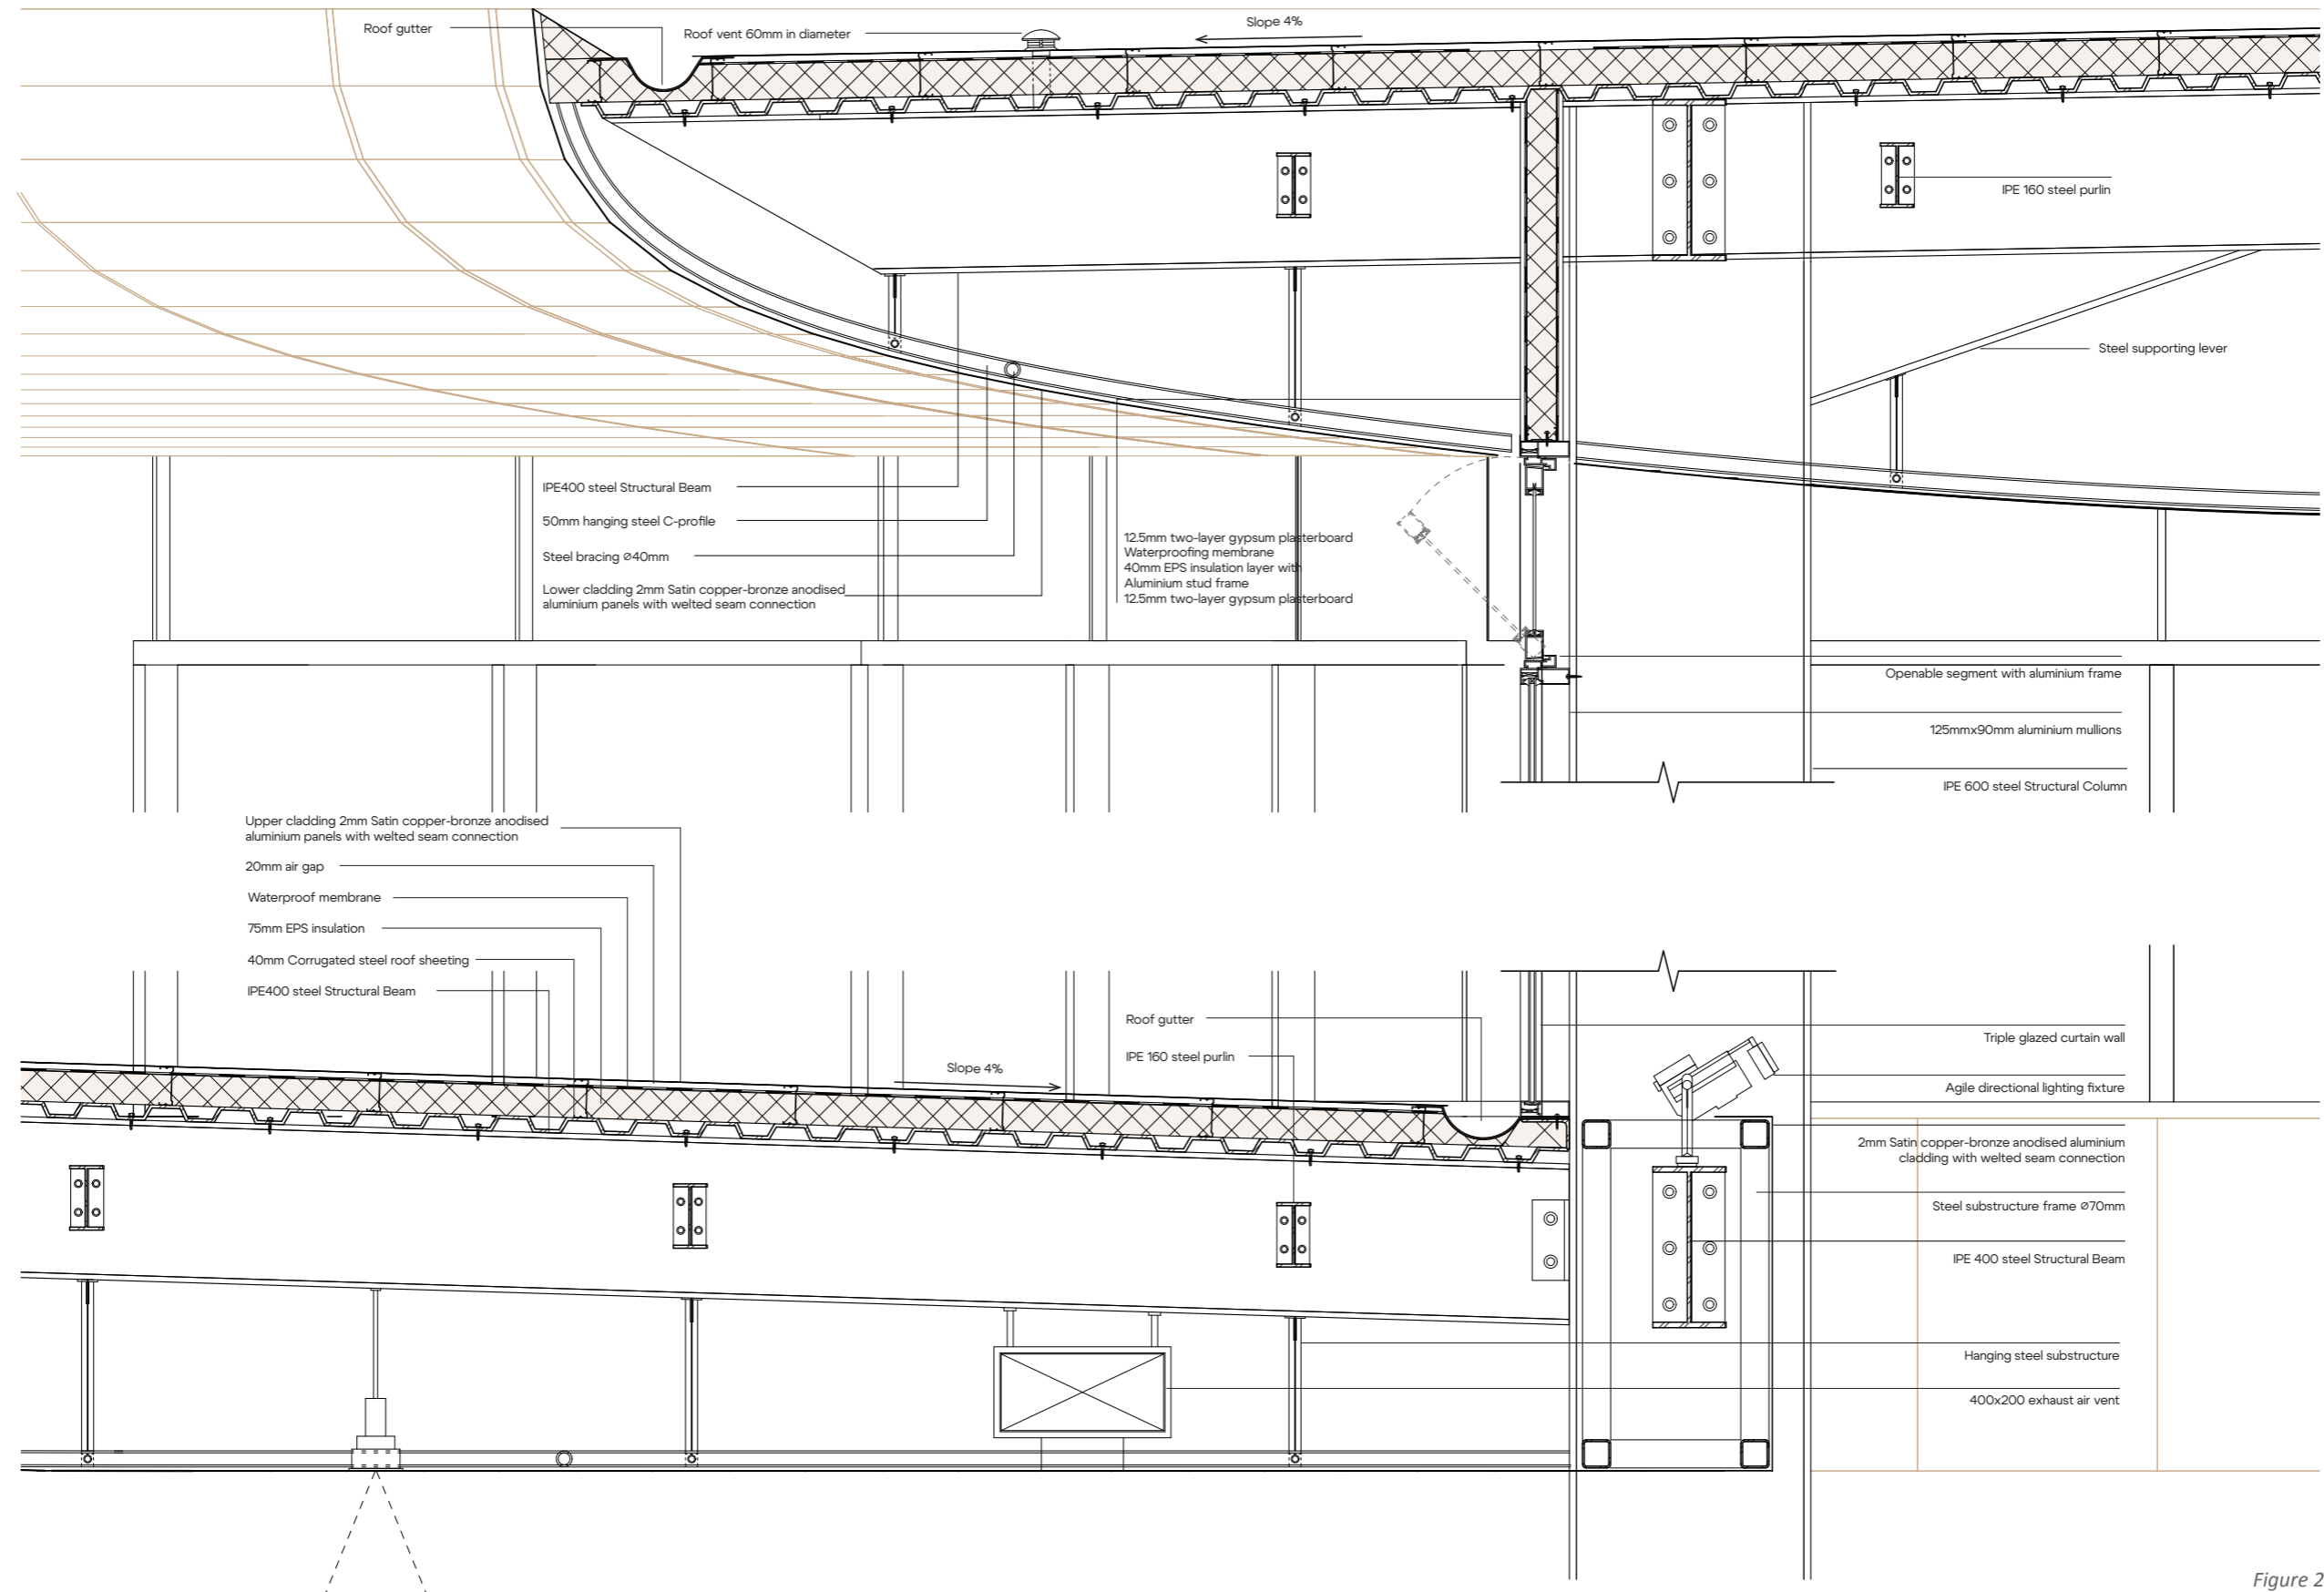 Roof gutter
Roof vent 60mm in diameter
Slope 4%
IPE 160 steel purlin
Steel supporting lever
IPE400 steel Structural Beam
50mm hanging steel C-profile
Steel bracing ⌀40mm
Lower cladding 2mm Satin copper-bronze anodised
aluminium panels with welted seam connection
12.5mm two-layer gypsum plasterboard
Waterproofing membrane
40mm EPS insulation layer with
Aluminium stud frame
12.5mm two-layer gypsum plasterboard
Openable segment with aluminium frame
125mmx90mm aluminium mullions
IPE 600 steel Structural Column
Upper cladding 2mm Satin copper-bronze anodised
aluminium panels with welted seam connection
20mm air gap
Waterproof membrane
75mm EPS insulation
40mm Corrugated steel roof sheeting
IPE400 steel Structural Beam
Slope 4%
Roof gutter
IPE 160 steel purlin
Triple glazed curtain wall
Agile directional lighting fixture
2mm Satin copper-bronze anodised aluminium
cladding with welted seam connection
Steel substructure frame ⌀70mm
IPE 400 steel Structural Beam
Hanging steel substructure
400x200 exhaust air vent
Figure 2